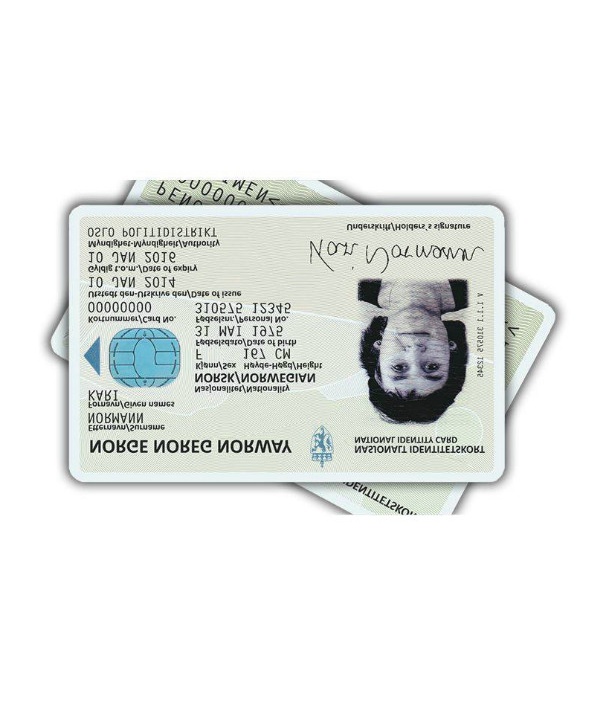 NORGE NOREG NORWAY
NASJONALT IDENTITETSKORT
NATIONAL IDENTITY CARD
Etternavn/Surname
NORMANN
Fornavn/Given names
KARI
Nasjonalitet/Nationality
NORSK/NORWEGIAN
Kjønn/Sex Høyde-Høgd/Height
F 167 CM
Fødselsdato/Date of birth
31 MAI 1975
Kortnummer/Card No. Fødselsnr./Personal No.
00000000 310575 12345
Utstedt den-Utskrive den/Date of issue
10 JAN 2014
Gyldig t.o.m./Date of expiry
10 JAN 2016
Myndighet-Myndigheit/Authority
OSLO POLITIDISTRIKT
Kari Normann
Underskrift/Holder's signature
310575 12345